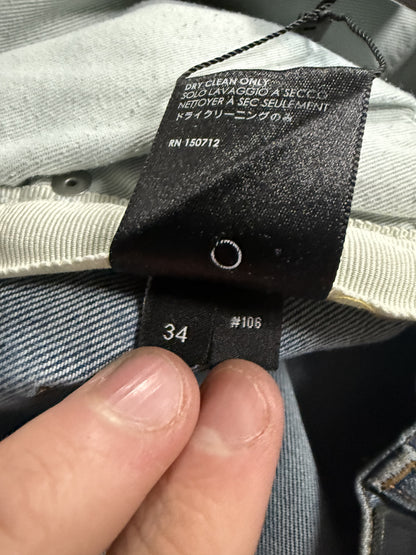 DRY CLEAN ONLY
SOLO LAVAGGIO A SECCO
NETTOYER À SEC SEULEMENT
ドライクリーニングのみ
RN 150712
34
#106